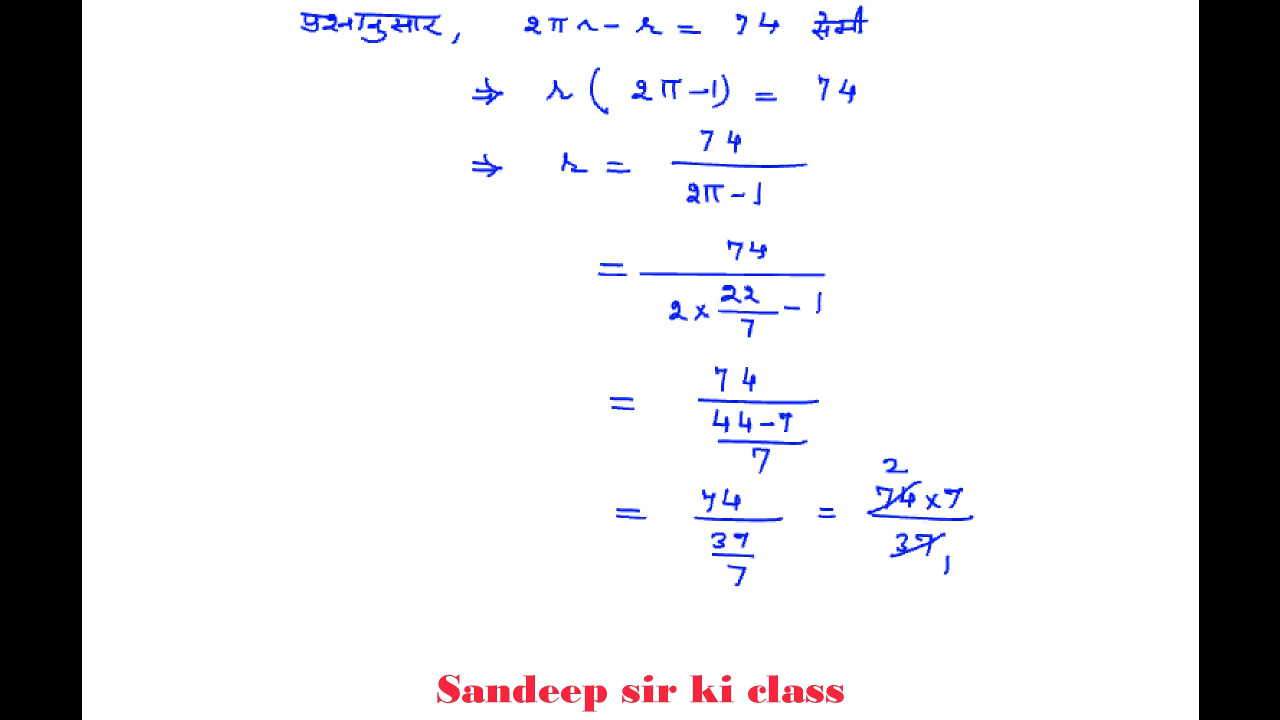 प्रश्नानुसार, 2πr - r = 74 सेमी
⇒ r ( 2π - 1) = 74
⇒ r = 74 / 2π - 1
= 74 / 2 × 22/7 - 1
= 74 / 44 - 7 / 7
= 74 / 37 / 7 = 2 74 × 7 / 37 1
Sandeep sir ki class